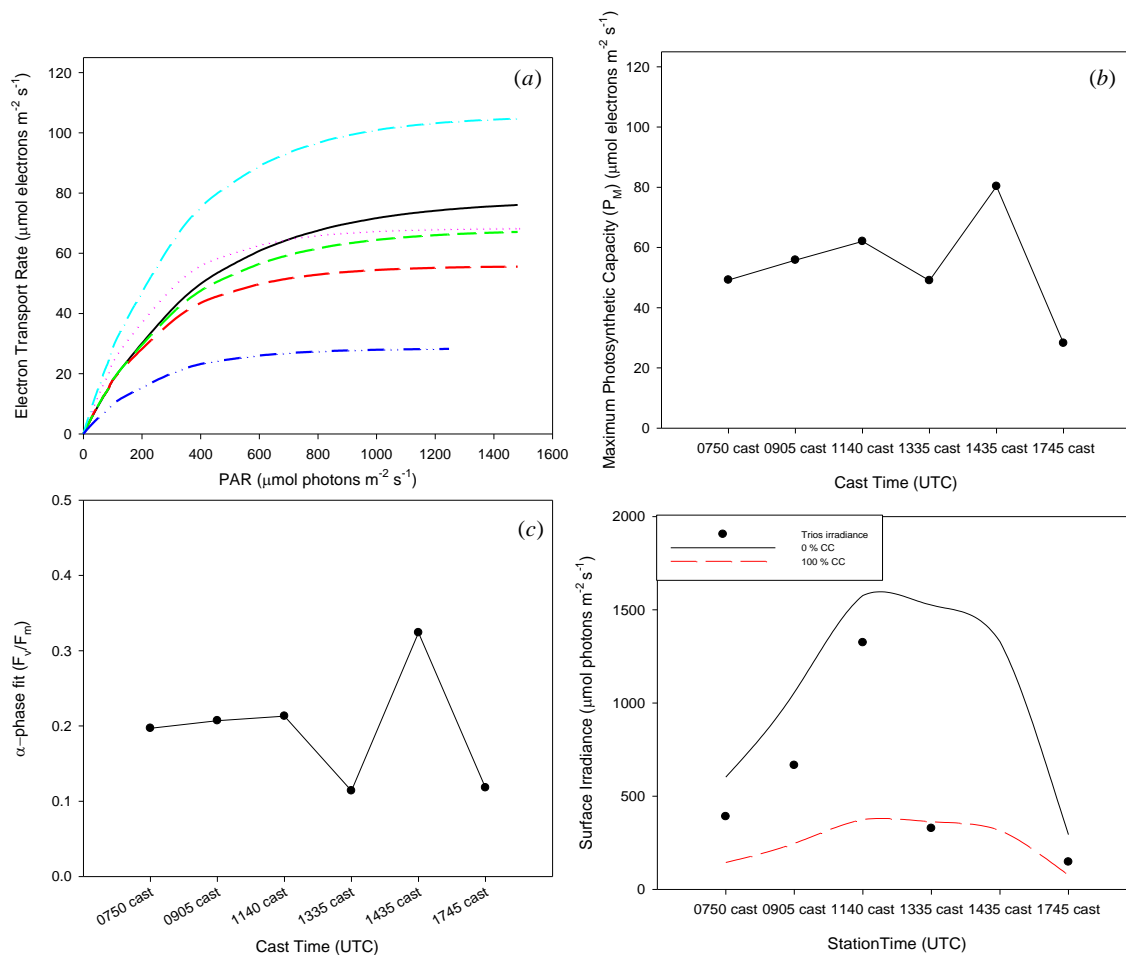 (a)
Electron Transport Rate (μmol electrons m-2 s-1)
120
100
80
60
40
20
0
0 200 400 600 800 1000 1200 1400 1600
PAR (μmol photons m-2 s-1)
(b)
Maximum Photosynthetic Capacity (PM) (μmol electrons m-2 s-1)
120
100
80
60
40
20
0
0750 cast 0905 cast 1140 cast 1335 cast 1435 cast 1745 cast
Cast Time (UTC)
(c)
α-phase fit (Fv/Fm)
0.5
0.4
0.3
0.2
0.1
0.0
0750 cast 0905 cast 1140 cast 1335 cast 1435 cast 1745 cast
Cast Time (UTC)
Trios irradiance
0 % CC
100 % CC
Surface Irradiance (μmol photons m-2 s-1)
2000
1500
1000
500
0
0750 cast 0905 cast 1140 cast 1335 cast 1435 cast 1745 cast
StationTime (UTC)